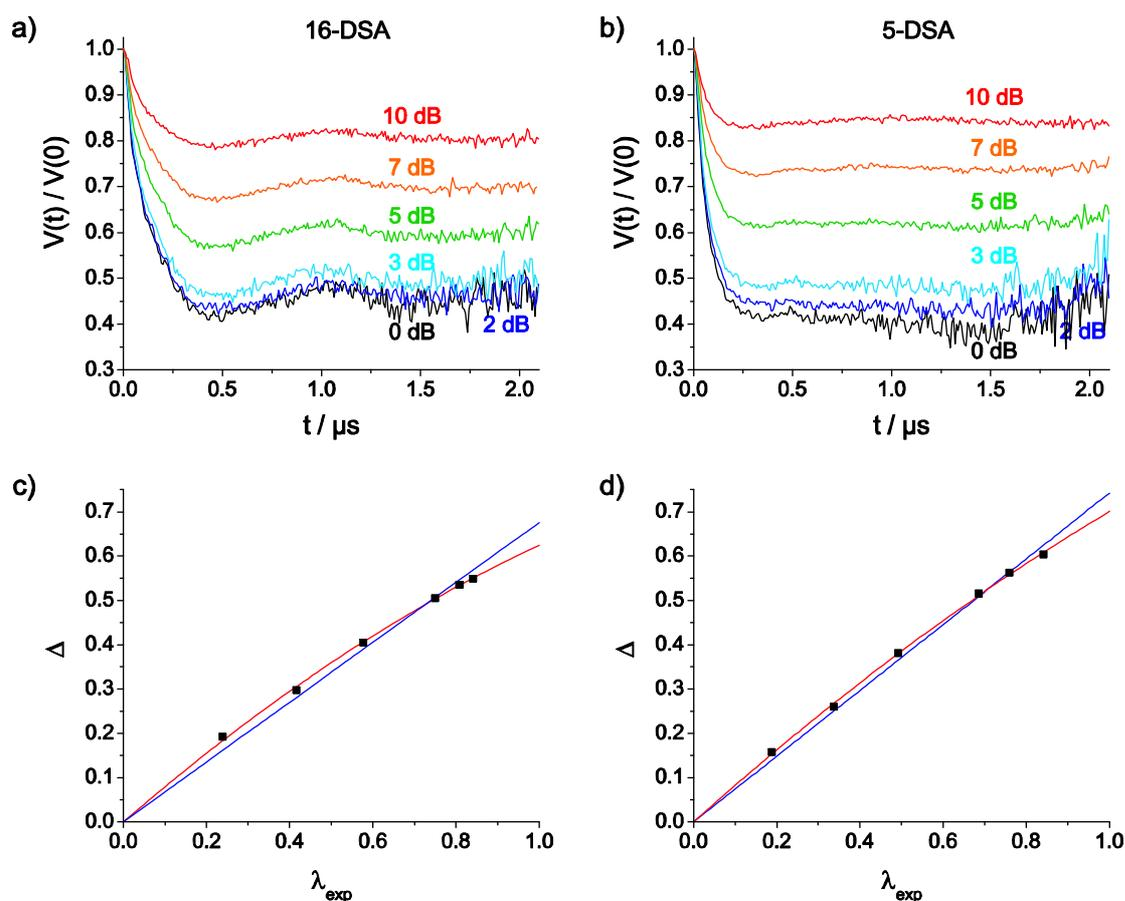 a) 16-DSA
V(t) / V(0)
1.0
0.9
0.8
0.7
0.6
0.5
0.4
0.3
10 dB
7 dB
5 dB
3 dB
2 dB
0 dB
0.0 0.5 1.0 1.5 2.0
t / µs
b) 5-DSA
V(t) / V(0)
1.0
0.9
0.8
0.7
0.6
0.5
0.4
0.3
10 dB
7 dB
5 dB
3 dB
2 dB
0 dB
0.0 0.5 1.0 1.5 2.0
t / µs
c)
Δ
0.7
0.6
0.5
0.4
0.3
0.2
0.1
0.0
0.0 0.2 0.4 0.6 0.8 1.0
λexp
d)
Δ
0.7
0.6
0.5
0.4
0.3
0.2
0.1
0.0
0.0 0.2 0.4 0.6 0.8 1.0
λexp